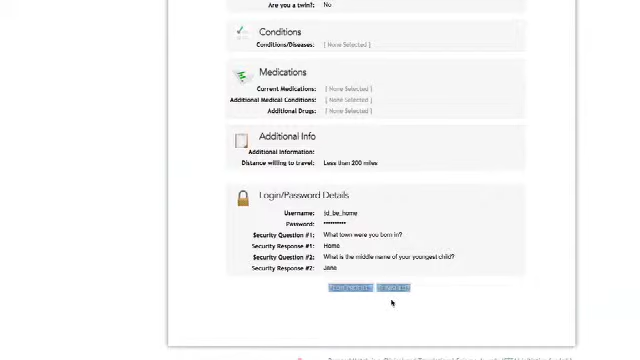 Are you a twin? No
Conditions
Conditions/Diseases: [ None Selected ]
Medications
Current Medications: [ None Selected ]
Additional Medical Conditions: [ None Selected ]
Additional Drugs: [ None Selected ]
Additional Info
Additional Information:
Distance willing to travel: Less than 200 miles
Login/Password Details
Username: jd_be_home
Password: **********
Security Question #1: What town were you born in?
Security Response #1: Home
Security Question #2: What is the middle name of your youngest child?
Security Response #2: Jane